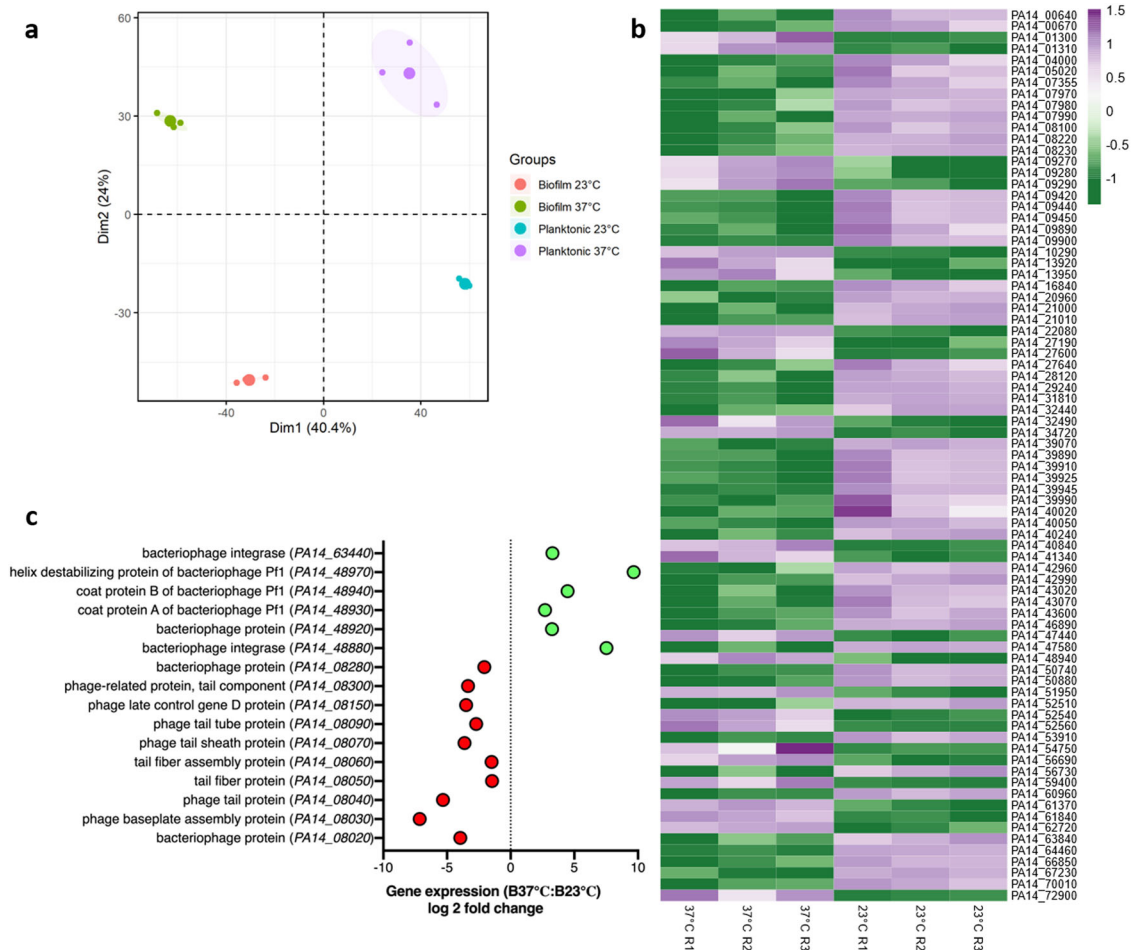 a
60
30
0
-30
-40
0
40
Dim2 (24%)
Dim1 (40.4%)
Groups
Biofilm 23°C
Biofilm 37°C
Planktonic 23°C
Planktonic 37°C
b
PA14_00640
PA14_00670
PA14_01300
PA14_01310
PA14_04000
PA14_05020
PA14_07355
PA14_07970
PA14_07980
PA14_07990
PA14_08100
PA14_08220
PA14_08230
PA14_09270
PA14_09280
PA14_09290
PA14_09420
PA14_09440
PA14_09450
PA14_09890
PA14_09900
PA14_10290
PA14_13920
PA14_13950
PA14_16840
PA14_20960
PA14_21000
PA14_21010
PA14_22080
PA14_27190
PA14_27600
PA14_27640
PA14_28120
PA14_29240
PA14_31810
PA14_32440
PA14_32490
PA14_34720
PA14_39070
PA14_39890
PA14_39910
PA14_39925
PA14_39945
PA14_39990
PA14_40020
PA14_40050
PA14_40240
PA14_40840
PA14_41340
PA14_42960
PA14_42990
PA14_43020
PA14_43070
PA14_43600
PA14_46890
PA14_47440
PA14_47580
PA14_48940
PA14_50740
PA14_50880
PA14_51950
PA14_52510
PA14_52540
PA14_52560
PA14_53910
PA14_54750
PA14_56690
PA14_56730
PA14_59400
PA14_60960
PA14_61370
PA14_61840
PA14_62720
PA14_63840
PA14_64460
PA14_66850
PA14_67230
PA14_70010
PA14_72900
37°C R1
37°C R2
37°C R3
23°C R1
23°C R2
23°C R3
1.5
1
0.5
0
-0.5
-1
c
bacteriophage integrase (PA14_63440)
helix destabilizing protein of bacteriophage Pf1 (PA14_48970)
coat protein B of bacteriophage Pf1 (PA14_48940)
coat protein A of bacteriophage Pf1 (PA14_48930)
bacteriophage protein (PA14_48920)
bacteriophage integrase (PA14_48880)
bacteriophage protein (PA14_08280)
phage-related protein, tail component (PA14_08300)
phage late control gene D protein (PA14_08150)
phage tail tube protein (PA14_08090)
phage tail sheath protein (PA14_08070)
tail fiber assembly protein (PA14_08060)
tail fiber protein (PA14_08050)
phage tail protein (PA14_08040)
phage baseplate assembly protein (PA14_08030)
bacteriophage protein (PA14_08020)
-10
-5
0
5
10
Gene expression (B37°C:B23°C)
log 2 fold change